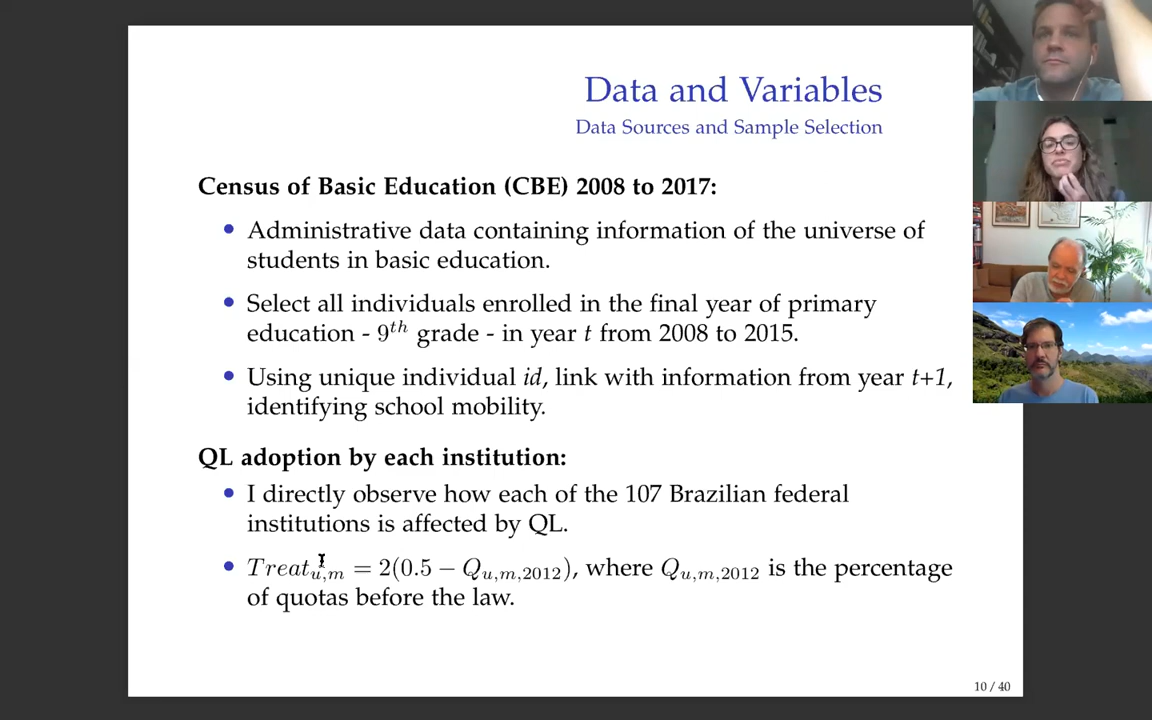 Data and Variables
Data Sources and Sample Selection
Census of Basic Education (CBE) 2008 to 2017:
• Administrative data containing information of the universe of
students in basic education.
• Select all individuals enrolled in the final year of primary
education - 9th grade - in year t from 2008 to 2015.
• Using unique individual id, link with information from year t+1,
identifying school mobility.
QL adoption by each institution:
• I directly observe how each of the 107 Brazilian federal
institutions is affected by QL.
• Treat_{u,m} = 2(0.5 − Q_{u,m,2012}), where Q_{u,m,2012} is the percentage
of quotas before the law.
10 / 40